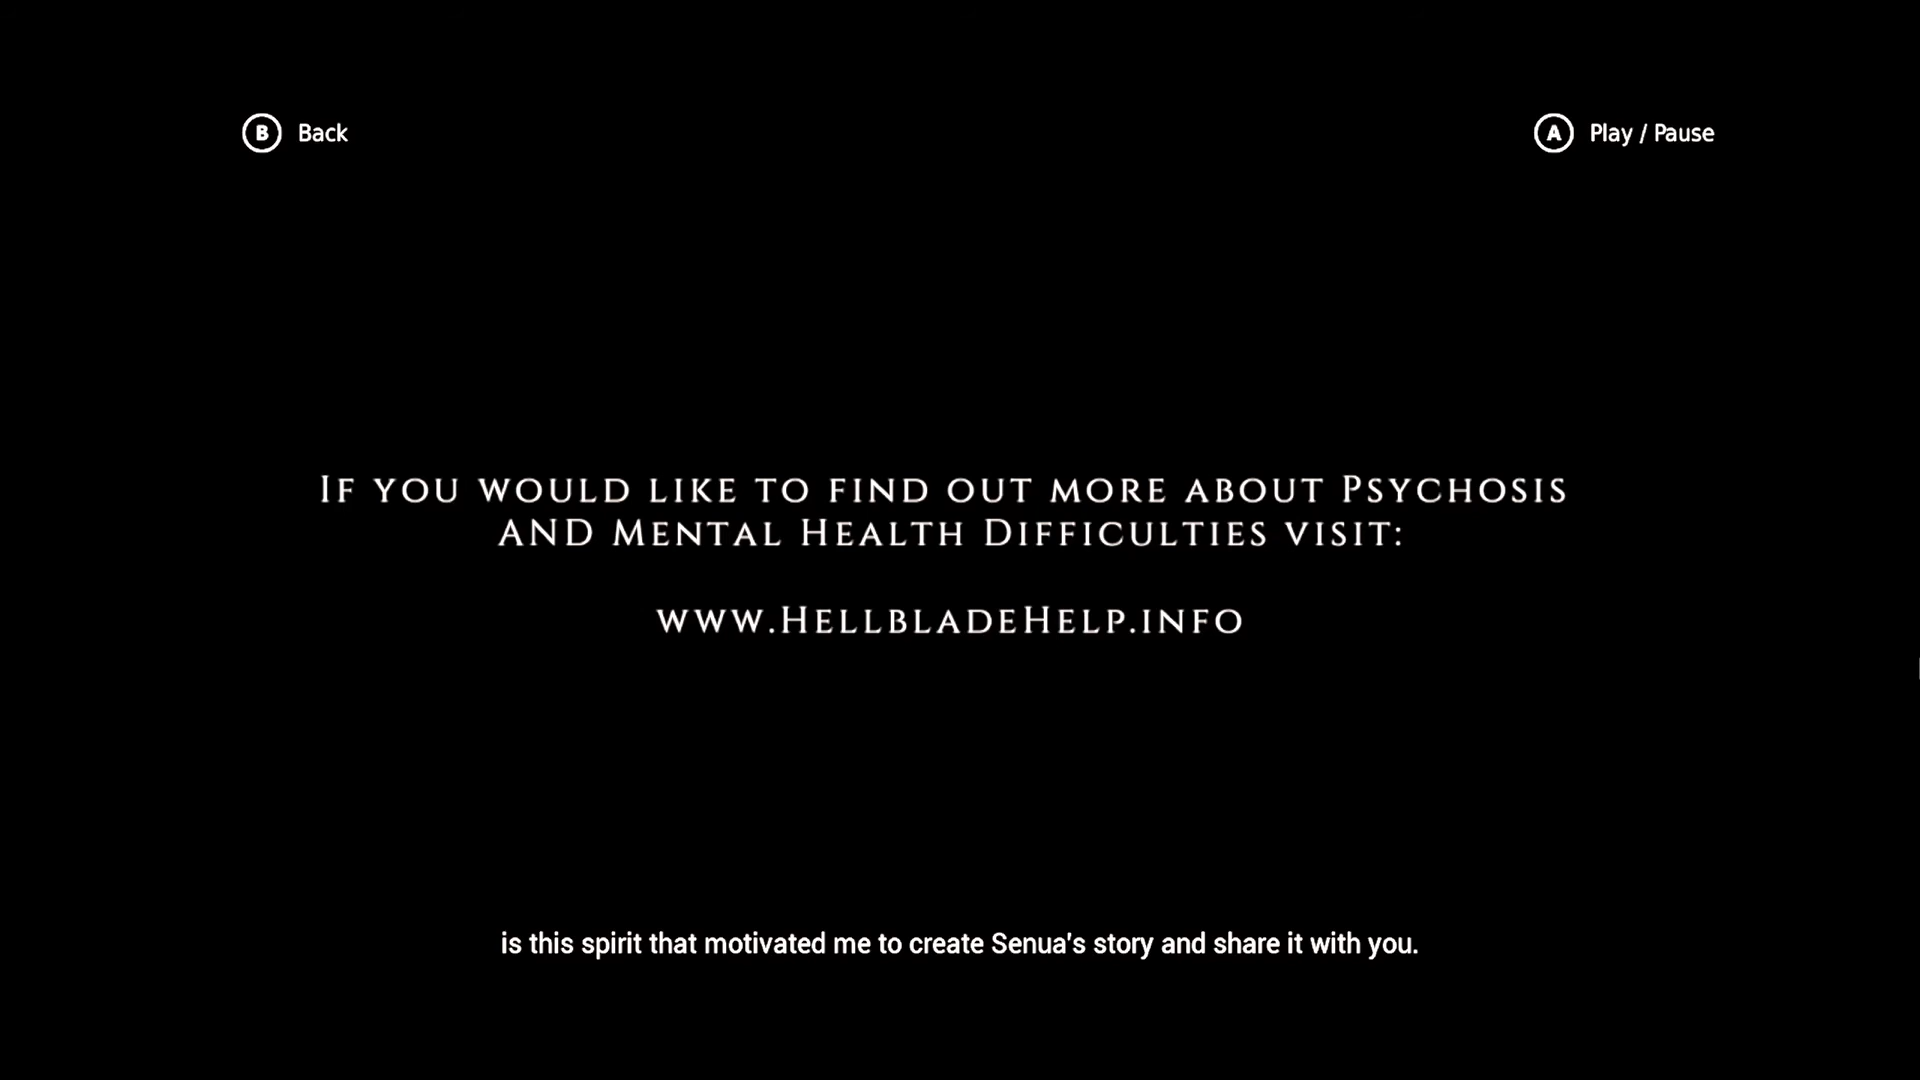 B Back
A Play / Pause
If you would like to find out more about Psychosis
and Mental Health Difficulties visit:
www.HellbladeHelp.info
is this spirit that motivated me to create Senua's story and share it with you.